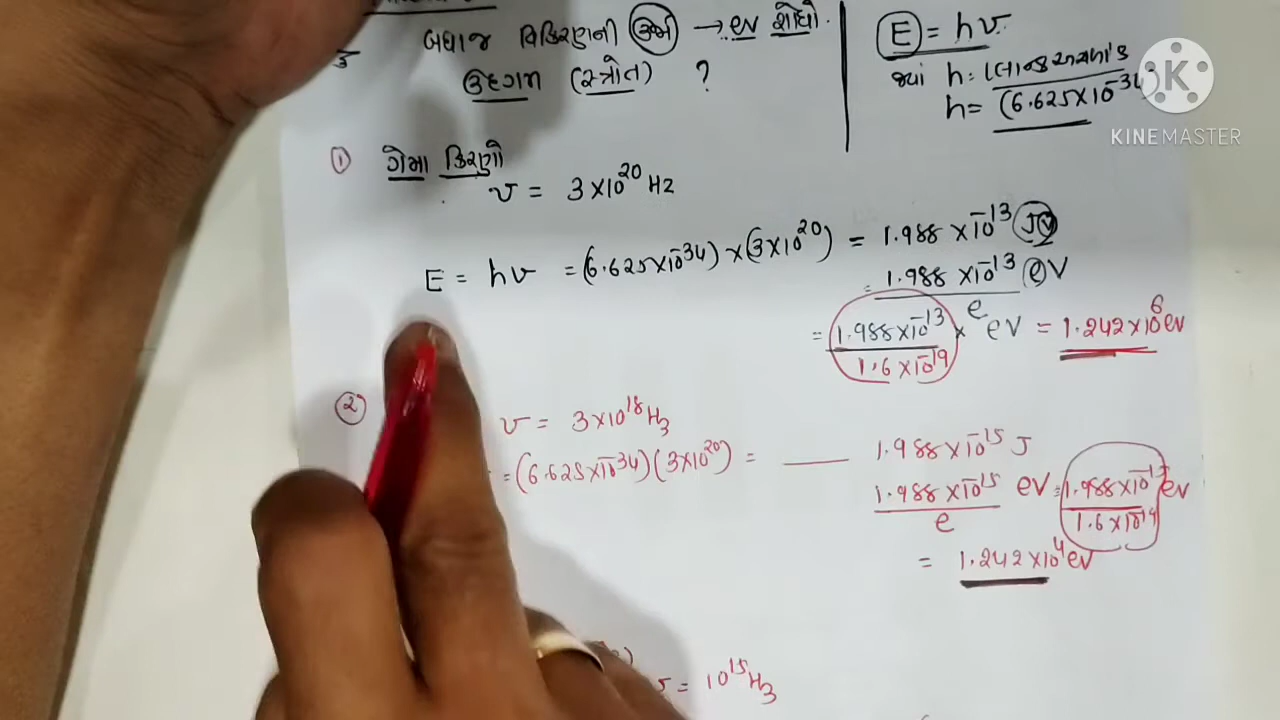 બધાજ વિકિરણની ઉર્જા → ev શોધો.
ઉદગમ (સ્ત્રોત) ?
E = hν
જ્યાં h = પ્લાન્ક અચળાંક
h = (6.625×10⁻³⁴)
KINEMASTER
① ગેમા કિરણો
ν = 3×10²⁰ Hz
E = hν = (6.625×10⁻³⁴) × (3×10²⁰) = 1.988 × 10⁻¹³ J
= 1.988 × 10⁻¹³ / e eV
= 1.988×10⁻¹³ / 1.6×10⁻¹⁹ × eV = 1.242×10⁶ ev
② ν = 3×10¹⁸ Hz
= (6.625×10⁻³⁴)(3×10²⁰) = —— 1.988×10⁻¹⁵ J
1.988×10⁻¹⁵ / e eV = 1.988×10⁻¹⁵ / 1.6×10⁻¹⁹ eV
= 1.242×10⁴ eV
= 10¹⁵ Hz